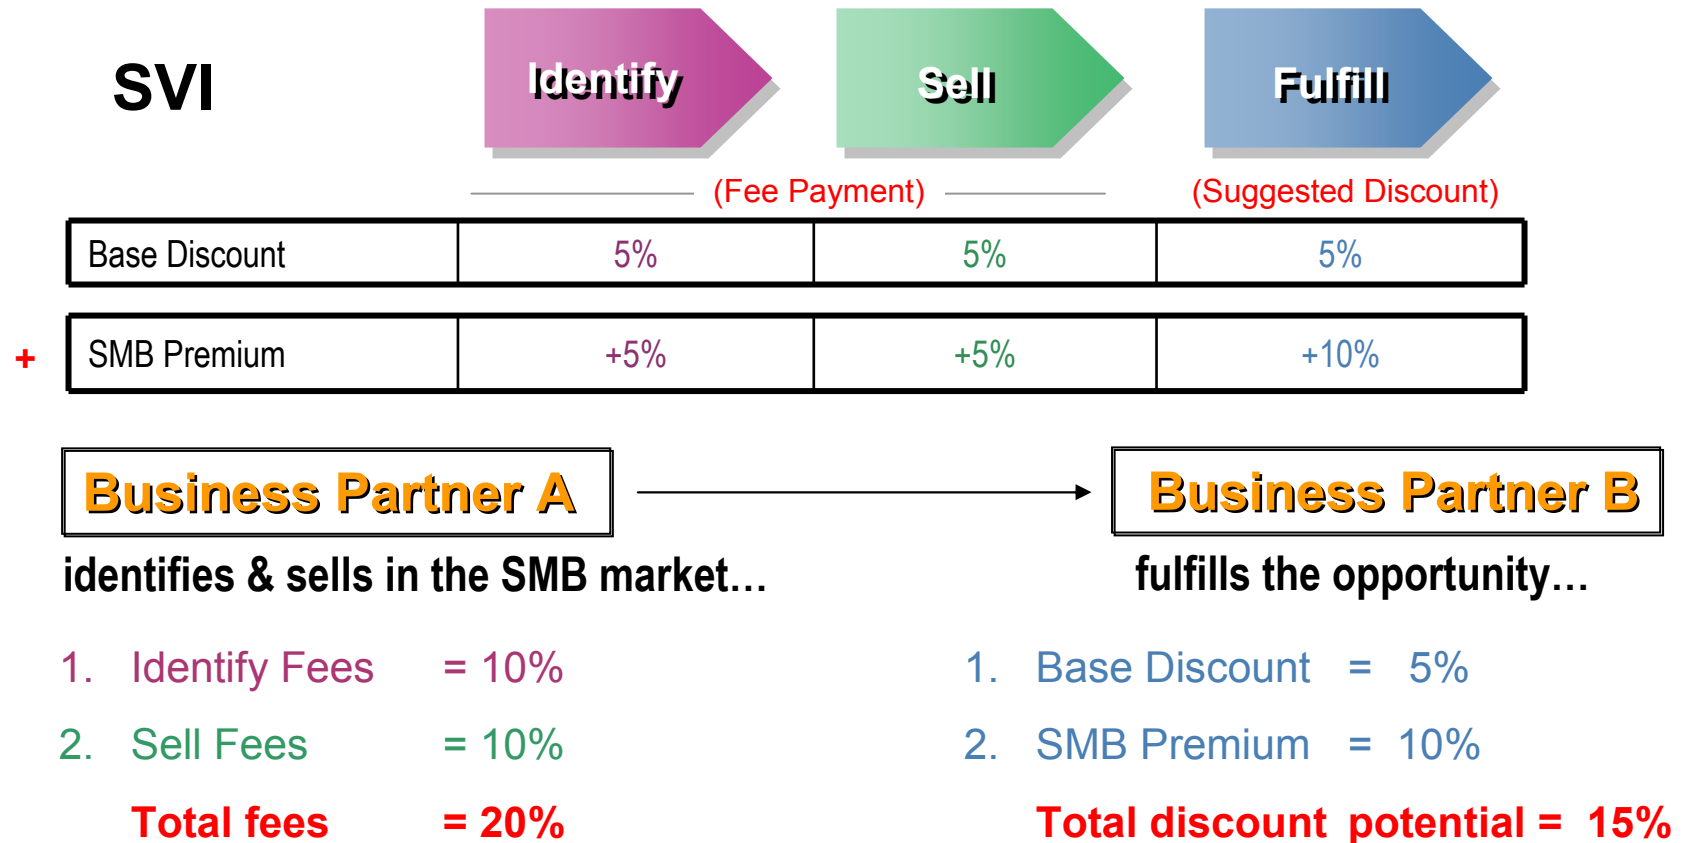 SVI
Identify
Sell
Fulfill
(Fee Payment)
(Suggested Discount)
Base Discount 5% 5% 5%
+ SMB Premium +5% +5% +10%
Business Partner A
Business Partner B
identifies & sells in the SMB market…
fulfills the opportunity…
1. Identify Fees = 10%
2. Sell Fees = 10%
Total fees = 20%
1. Base Discount = 5%
2. SMB Premium = 10%
Total discount potential = 15%